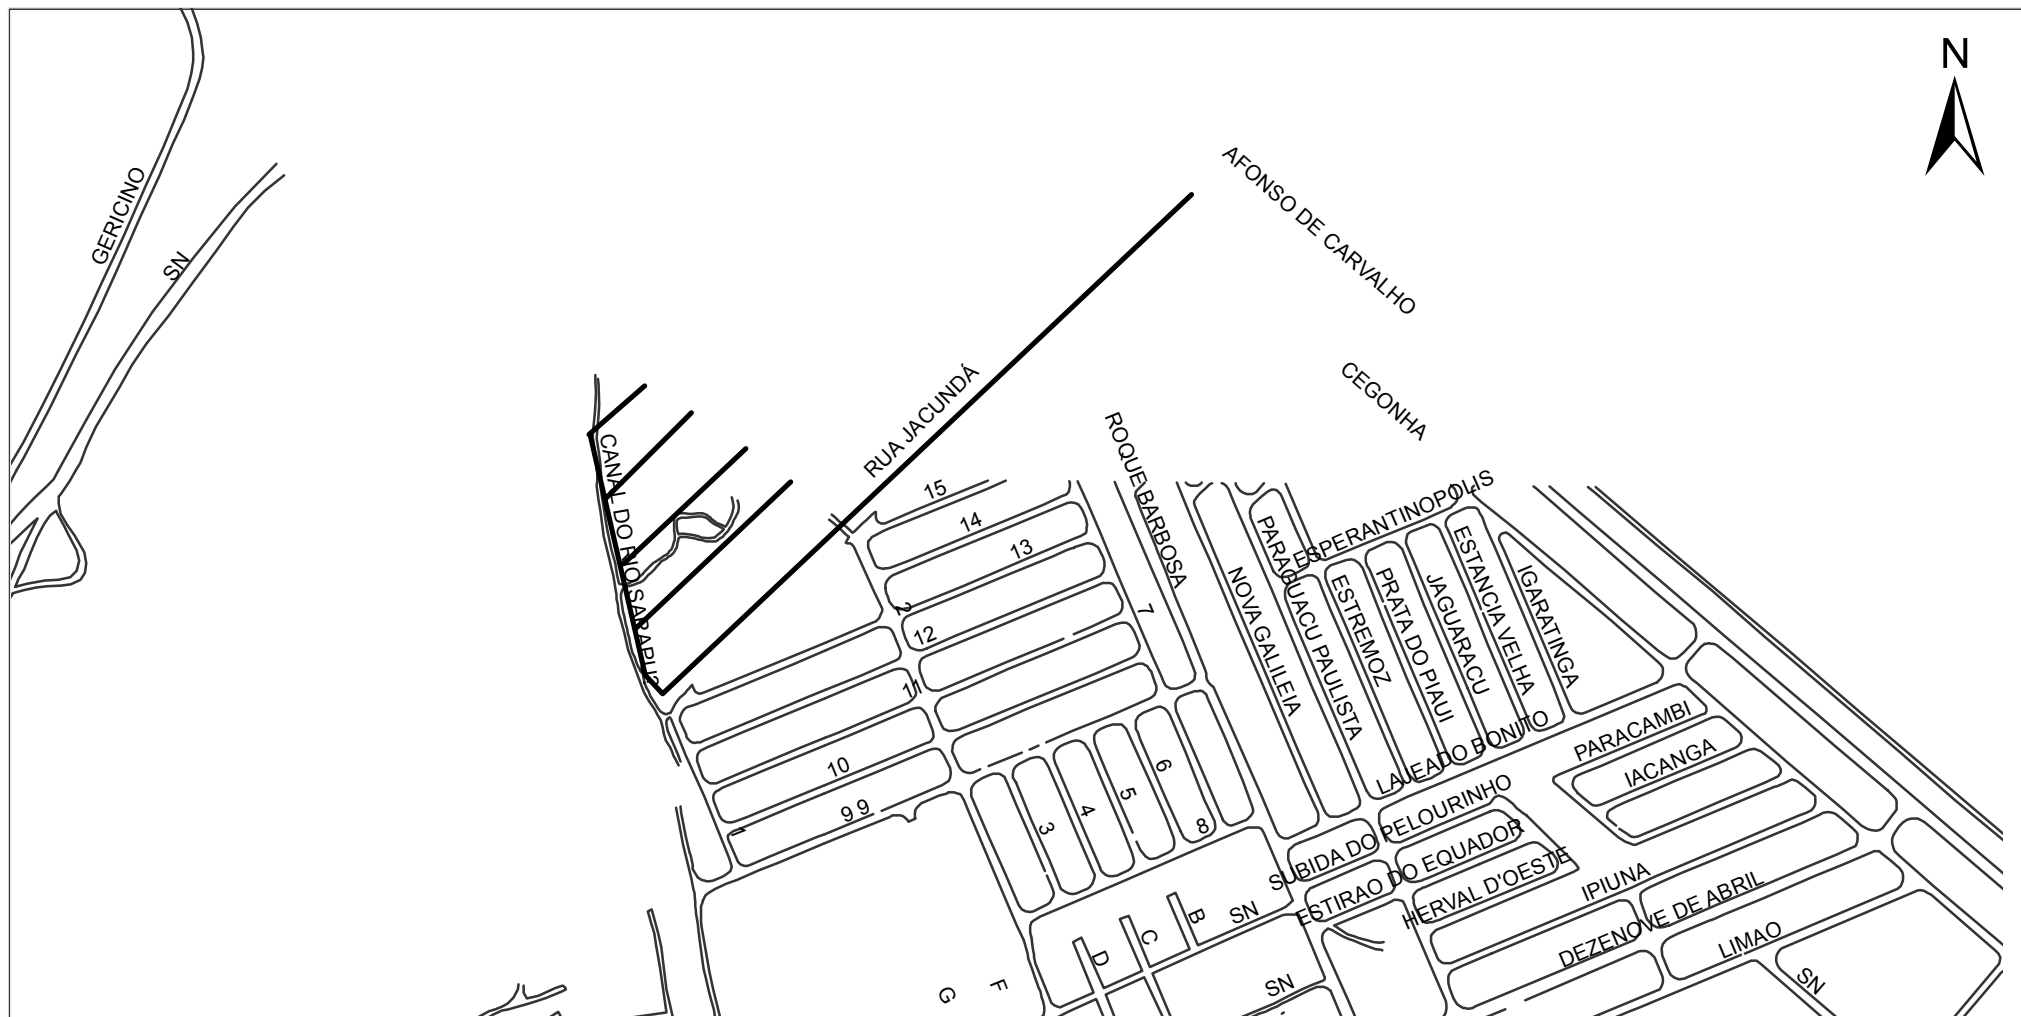 N
AFONSO DE CARVALHO
GERICINO
SN
CEGONHA
RUA JACUNDÁ
CANAL DO RIO SARAPU?
ROQUE BARBOSA
15
14
13
ESPERANTINOPOLIS
PARAGUACU PAULISTA
ESTANCIA VELHA
IGARATINGA
NOVA GALILEIA
ESTREMOZ
PRATA DO PIAUI
JAGUARACU
2
7
12
11
LAJEADO BONITO
PARACAMBI
IACANGA
10
6
5
4
3
8
9 9
1
SUBIDA DO PELOURINHO
ESTIRAO DO EQUADOR
HERVAL D'OESTE
IPIUNA
DEZENOVE DE ABRIL
LIMAO
SN
B
C
D
SN
SN
F
G